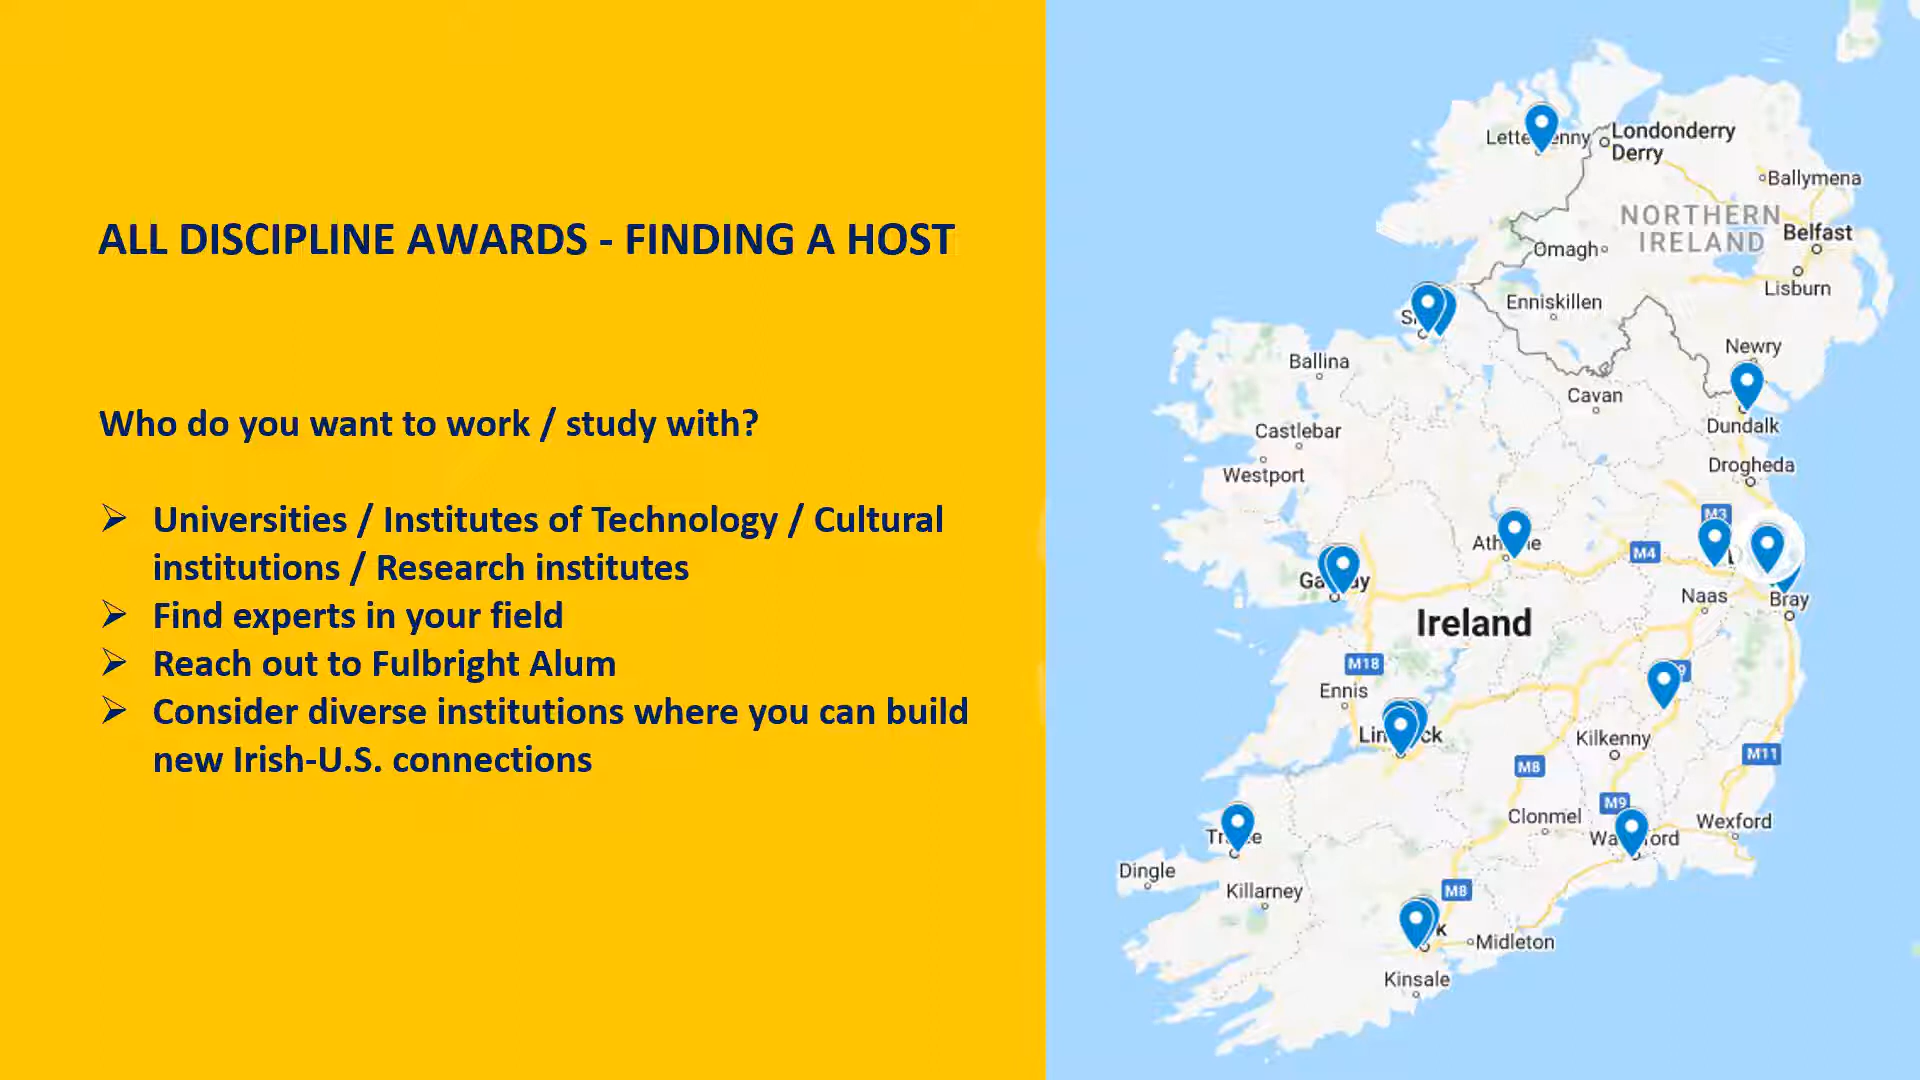 ALL DISCIPLINE AWARDS - FINDING A HOST
Who do you want to work / study with?
Universities / Institutes of Technology / Cultural
institutions / Research institutes
Find experts in your field
Reach out to Fulbright Alum
Consider diverse institutions where you can build
new Irish-U.S. connections
Londonderry
Derry
Ballymena
NORTHERN
IRELAND
Belfast
Omagh
Lisburn
Enniskillen
Newry
Ballina
Cavan
Dundalk
Castlebar
Drogheda
Westport
M3
M4
Naas
Bray
Ireland
M18
Ennis
Kilkenny
M11
M8
M9
Clonmel
Wexford
Dingle
Killarney
M8
Midleton
Kinsale